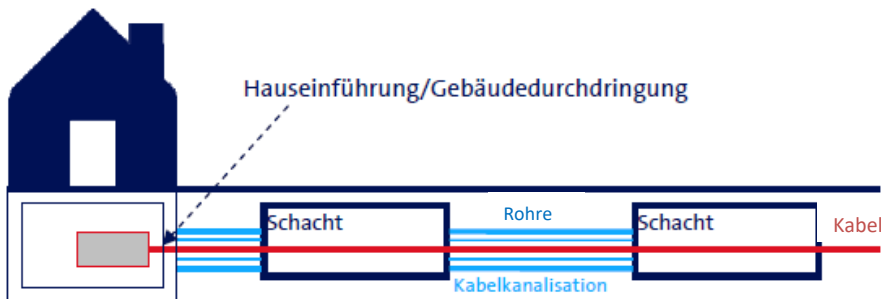 Hauseinführung/Gebäudedurchdringung
Schacht
Rohre
Schacht
Kabel
Kabelkanalisation